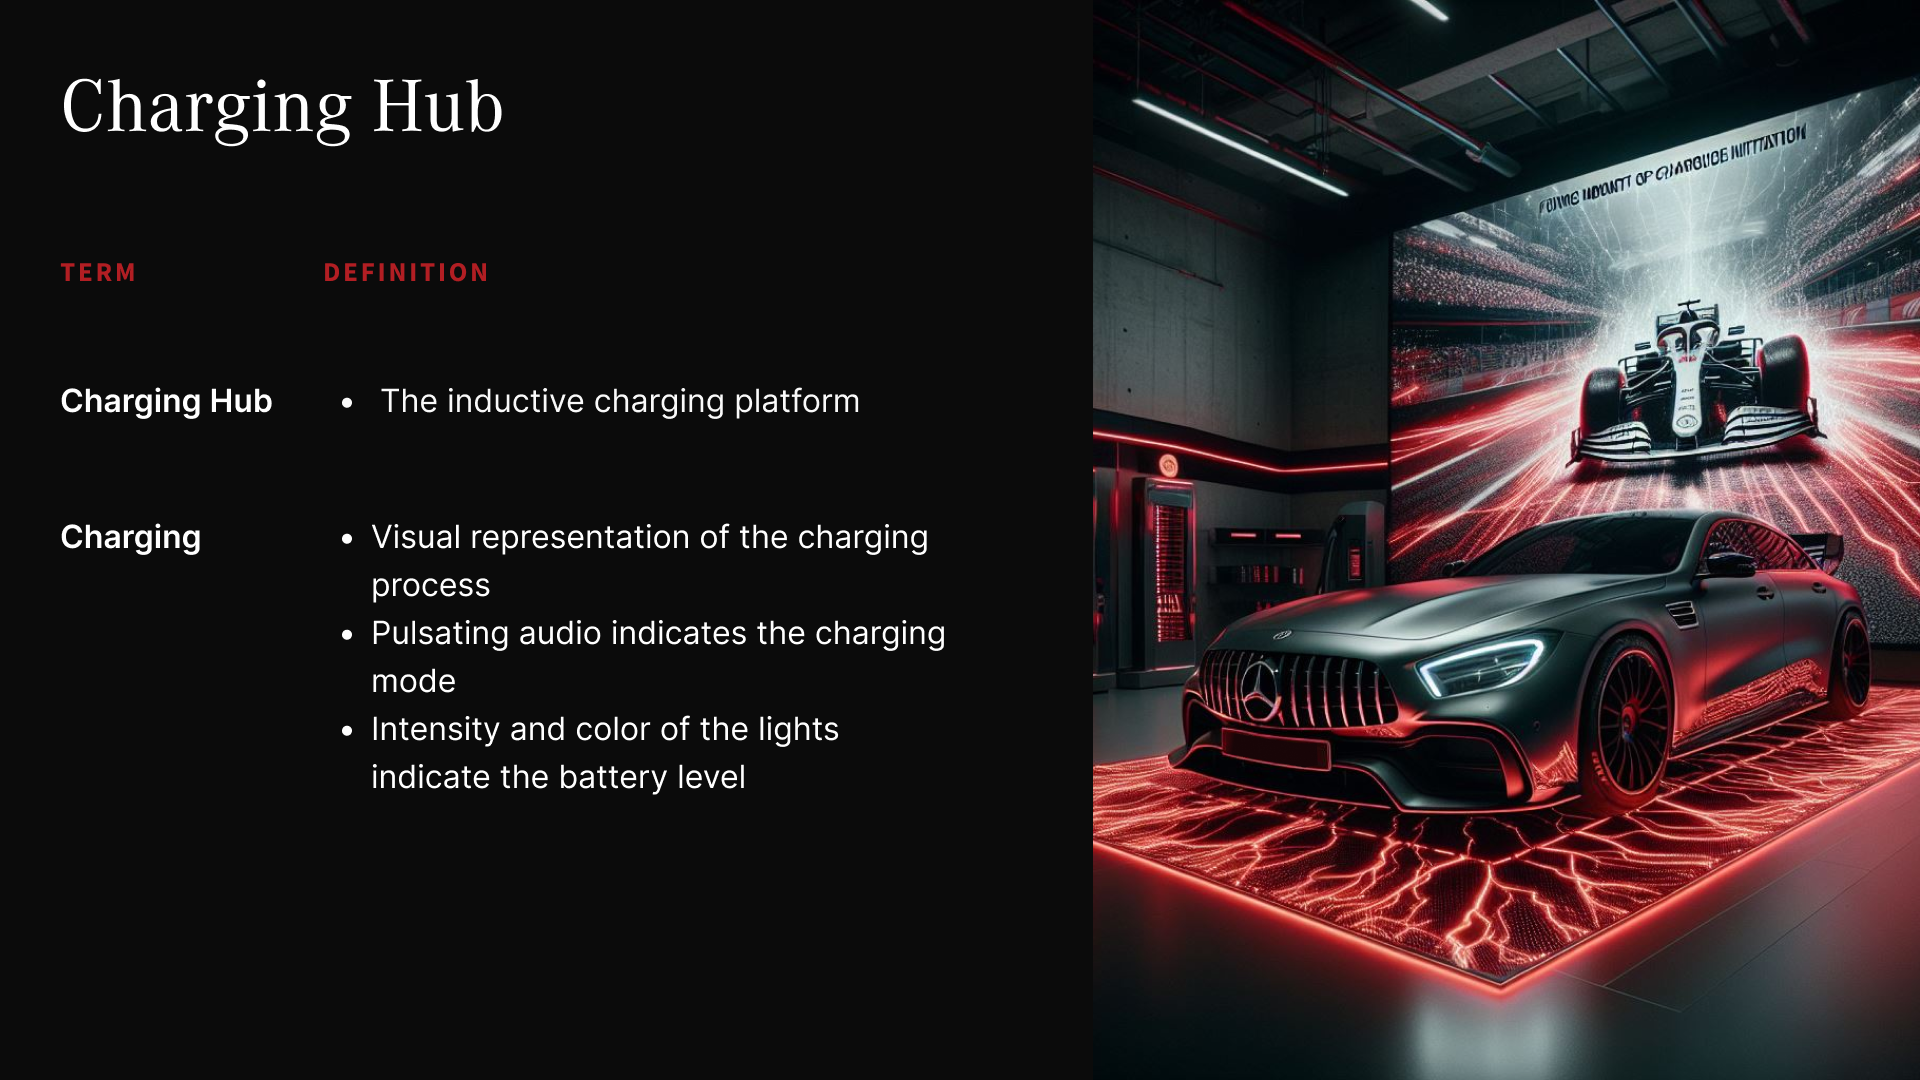 Charging Hub
TERM DEFINITION
Charging Hub • The inductive charging platform
Charging • Visual representation of the charging
process
• Pulsating audio indicates the charging
mode
• Intensity and color of the lights
indicate the battery level